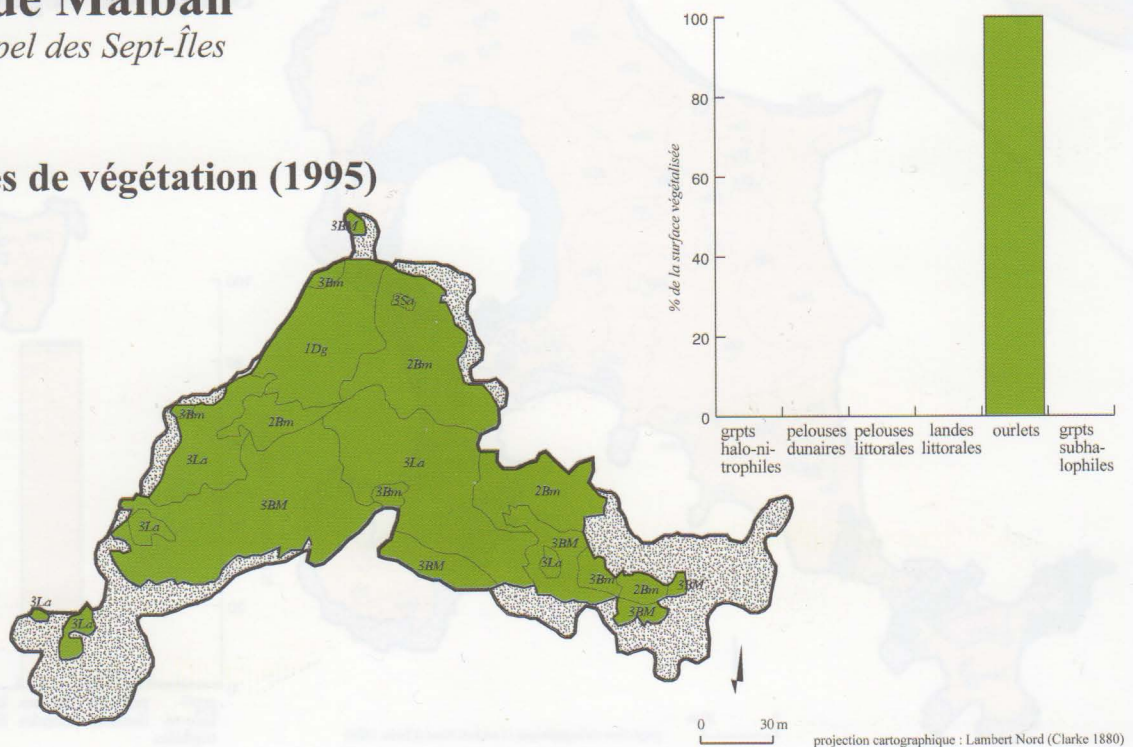 de Malban
pel des Sept-Îles
es de végétation (1995)
3BM
3Bm
3Sa
1Dg
2Bm
3Bm
2Bm
3La
3La
3Bm
2Bm
3BM
3La
3BM
3La
3BM
3Bm
2Bm
3BM
3BM
3La
3La
% de la surface végétalisée
100
80
60
40
20
0
grpts halo-ni-trophiles
pelouses dunaires
pelouses littorales
landes littorales
ourlets
grpts subha-lophiles
0 30 m
projection cartographique : Lambert Nord (Clarke 1880)